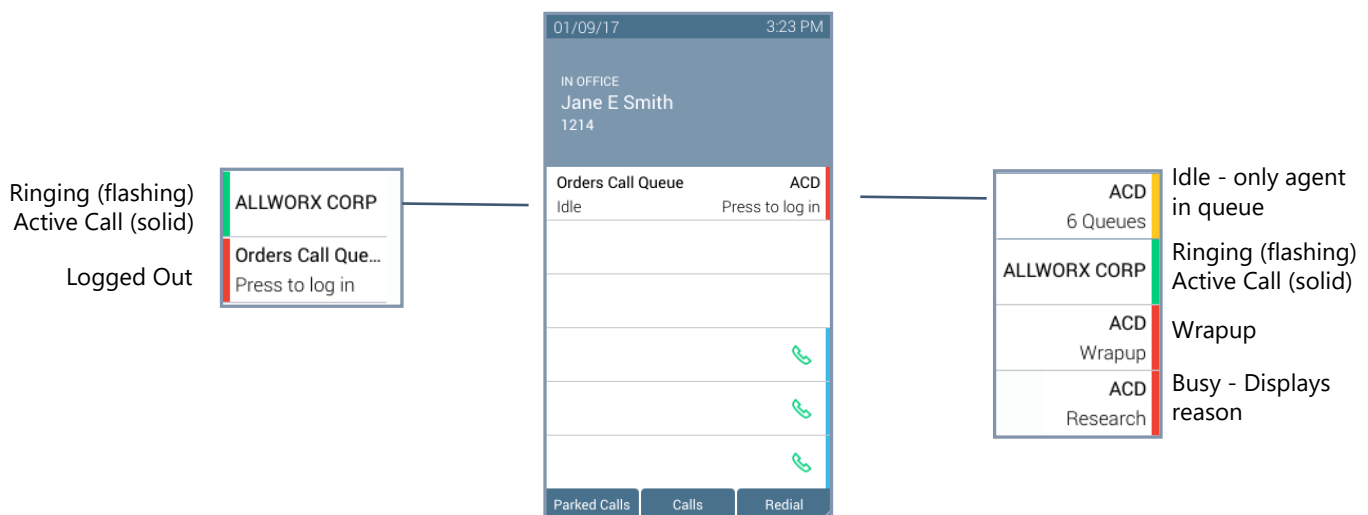 Ringing (flashing)
Active Call (solid)
Logged Out
ALLWORX CORP
Orders Call Que...
Press to log in
01/09/17 3:23 PM
IN OFFICE
Jane E Smith
1214
Orders Call Queue ACD
Idle Press to log in
Parked Calls Calls Redial
ACD
6 Queues
ALLWORX CORP
ACD
Wrapup
ACD
Research
Idle - only agent
in queue
Ringing (flashing)
Active Call (solid)
Wrapup
Busy - Displays
reason